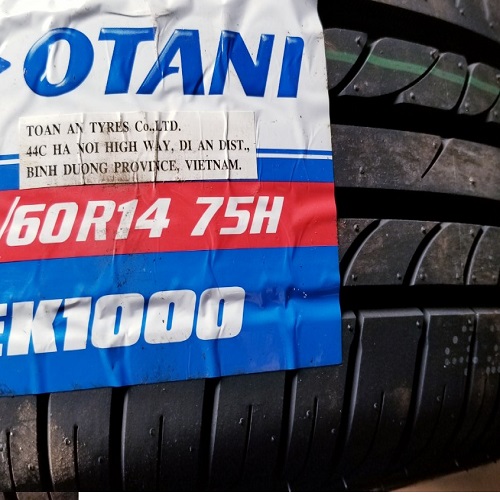 OTANI
TOAN AN TYRES Co.,LTD.
44C HA NOI HIGH WAY, DI AN DIST.,
BINH DUONG PROVINCE, VIETNAM.
/60R14 75H
EK1000